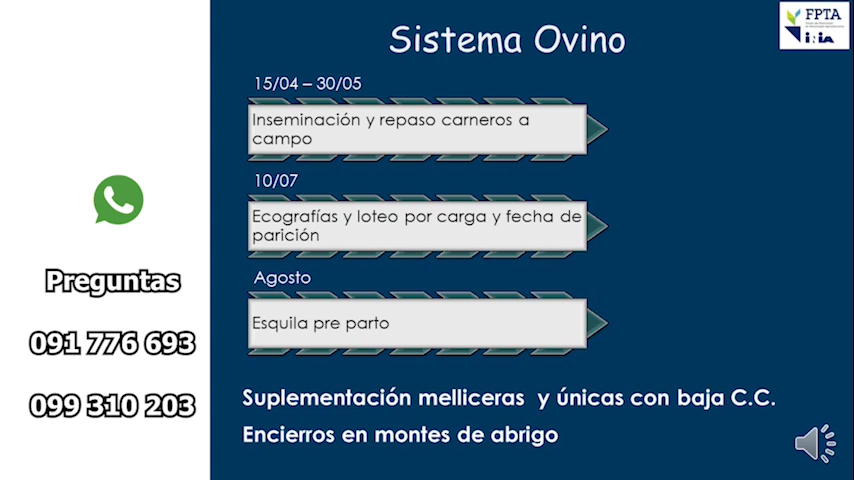 Sistema Ovino
FPTA
INIA
15/04 – 30/05
Inseminación y repaso carneros a
campo
10/07
Ecografías y loteo por carga y fecha de
parición
Agosto
Esquila pre parto
Suplementación melliceras y únicas con baja C.C.
Encierros en montes de abrigo
Preguntas
091 776 693
099 310 203